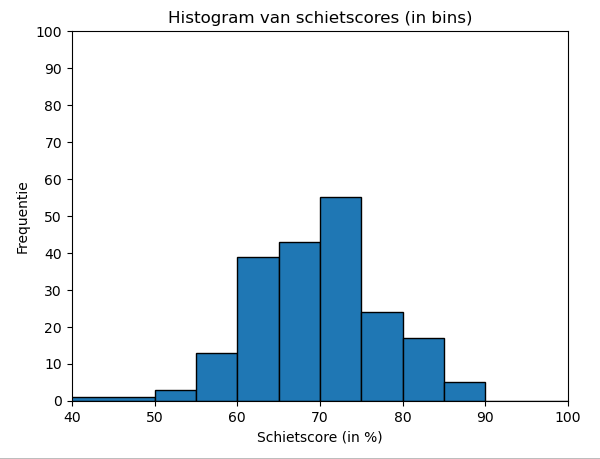 Histogram van schietscores (in bins)
100
90
80
70
60
50
40
30
20
10
0
Frequentie
40 50 60 70 80 90 100
Schietscore (in %)